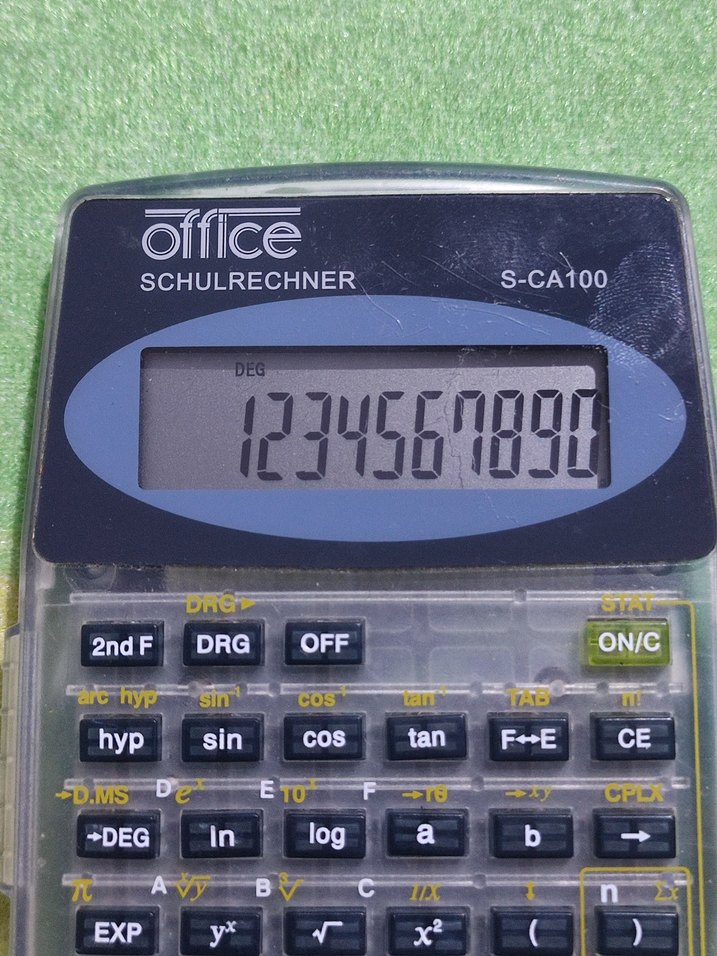 office
SCHULRECHNER S-CA100
DEG
1234567890
DRG► STAT
2nd F DRG OFF ON/C
arc hyp sin⁻¹ cos⁻¹ tan⁻¹ TAB n!
hyp sin cos tan F↔E CE
→D.MS D eˣ E 10ˣ F →rθ →xy CPLX
→DEG ln log a b →
π A ˣ√y B ³√ C 1/x n Σx
EXP yˣ √ x² ( )